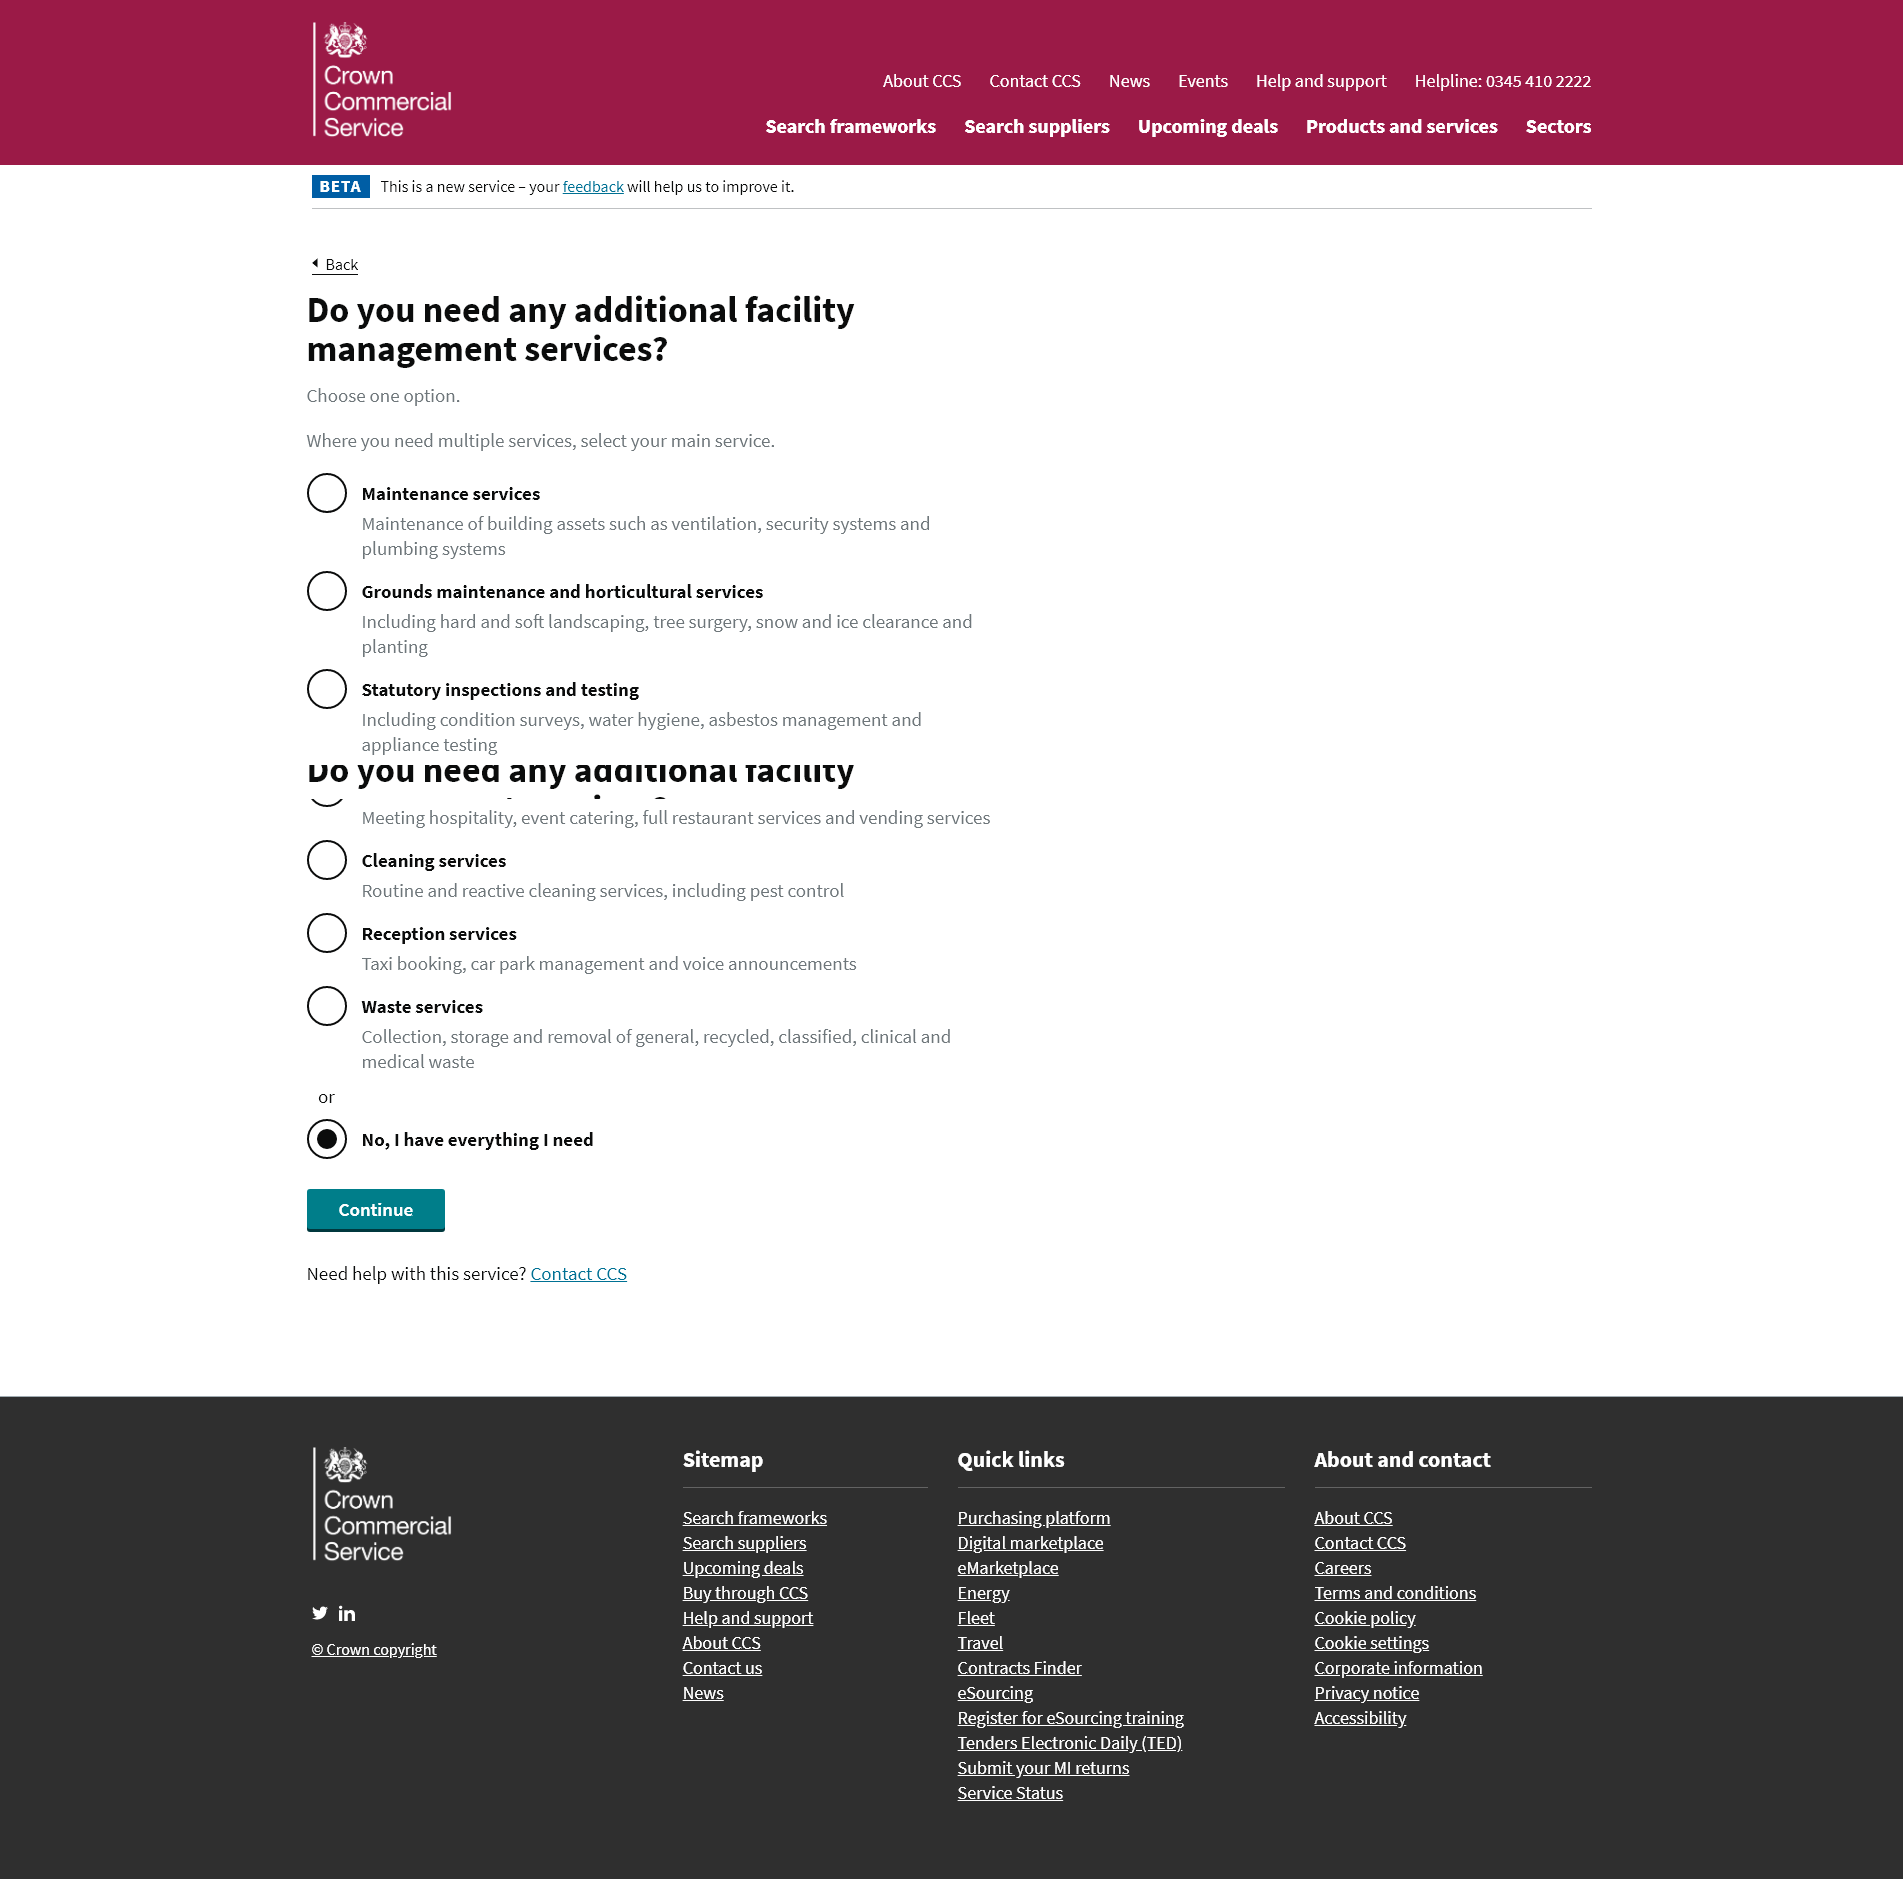 Crown
Commercial
Service
About CCS Contact CCS News Events Help and support Helpline: 0345 410 2222
Search frameworks Search suppliers Upcoming deals Products and services Sectors
BETA This is a new service – your feedback will help us to improve it.
Back
Do you need any additional facility
management services?
Choose one option.
Where you need multiple services, select your main service.
Maintenance services
Maintenance of building assets such as ventilation, security systems and
plumbing systems
Grounds maintenance and horticultural services
Including hard and soft landscaping, tree surgery, snow and ice clearance and
planting
Statutory inspections and testing
Including condition surveys, water hygiene, asbestos management and
appliance testing
Do you need any additional facility
Meeting hospitality, event catering, full restaurant services and vending services
Cleaning services
Routine and reactive cleaning services, including pest control
Reception services
Taxi booking, car park management and voice announcements
Waste services
Collection, storage and removal of general, recycled, classified, clinical and
medical waste
or
No, I have everything I need
Continue
Need help with this service? Contact CCS
Crown
Commercial
Service
© Crown copyright
Sitemap
Search frameworks
Search suppliers
Upcoming deals
Buy through CCS
Help and support
About CCS
Contact us
News
Quick links
Purchasing platform
Digital marketplace
eMarketplace
Energy
Fleet
Travel
Contracts Finder
eSourcing
Register for eSourcing training
Tenders Electronic Daily (TED)
Submit your MI returns
Service Status
About and contact
About CCS
Contact CCS
Careers
Terms and conditions
Cookie policy
Cookie settings
Corporate information
Privacy notice
Accessibility